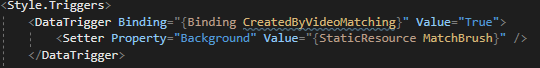 <Style.Triggers>
<DataTrigger Binding="{Binding CreatedByVideoMatching}" Value="True">
<Setter Property="Background" Value="{StaticResource MatchBrush}" />
</DataTrigger>